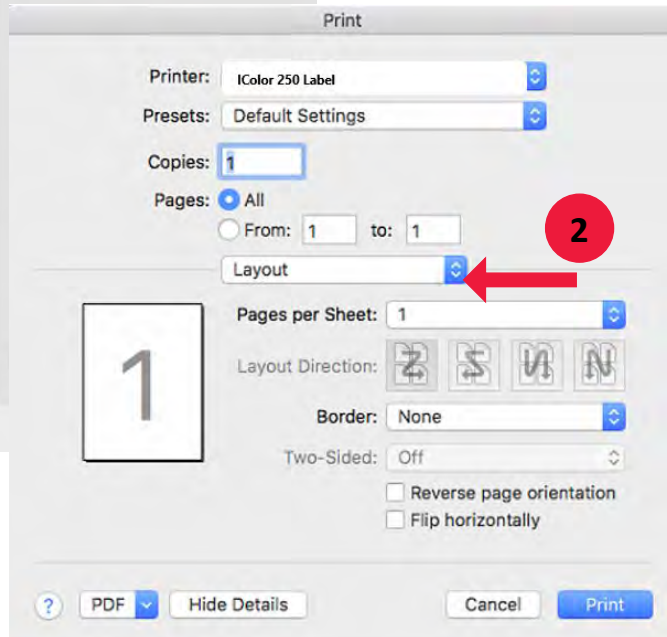 Print
Printer: IColor 250 Label
Presets: Default Settings
Copies: 1
Pages: All
From: 1 to: 1
2
Layout
1
Pages per Sheet: 1
Layout Direction:
Border: None
Two-Sided: Off
Reverse page orientation
Flip horizontally
? PDF Hide Details Cancel Print